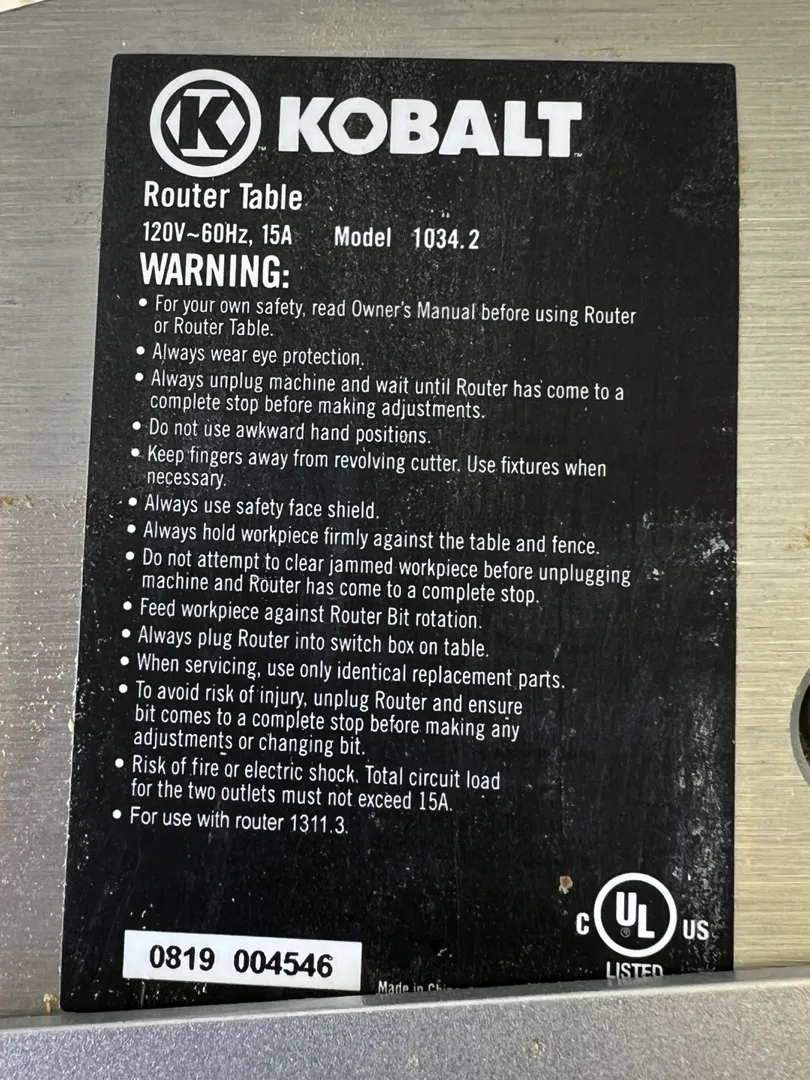 K™ KOBALT™
Router Table
120V~60Hz, 15A Model 1034.2
WARNING:
• For your own safety, read Owner's Manual before using Router
or Router Table.
• Always wear eye protection.
• Always unplug machine and wait until Router has come to a
complete stop before making adjustments.
• Do not use awkward hand positions.
• Keep fingers away from revolving cutter. Use fixtures when
necessary.
• Always use safety face shield.
• Always hold workpiece firmly against the table and fence.
• Do not attempt to clear jammed workpiece before unplugging
machine and Router has come to a complete stop.
• Feed workpiece against Router Bit rotation.
• Always plug Router into switch box on table.
• When servicing, use only identical replacement parts.
• To avoid risk of injury, unplug Router and ensure
bit comes to a complete stop before making any
adjustments or changing bit.
• Risk of fire or electric shock. Total circuit load
for the two outlets must not exceed 15A.
• For use with router 1311.3.
C UL® US
LISTED
0819 004546
Made in